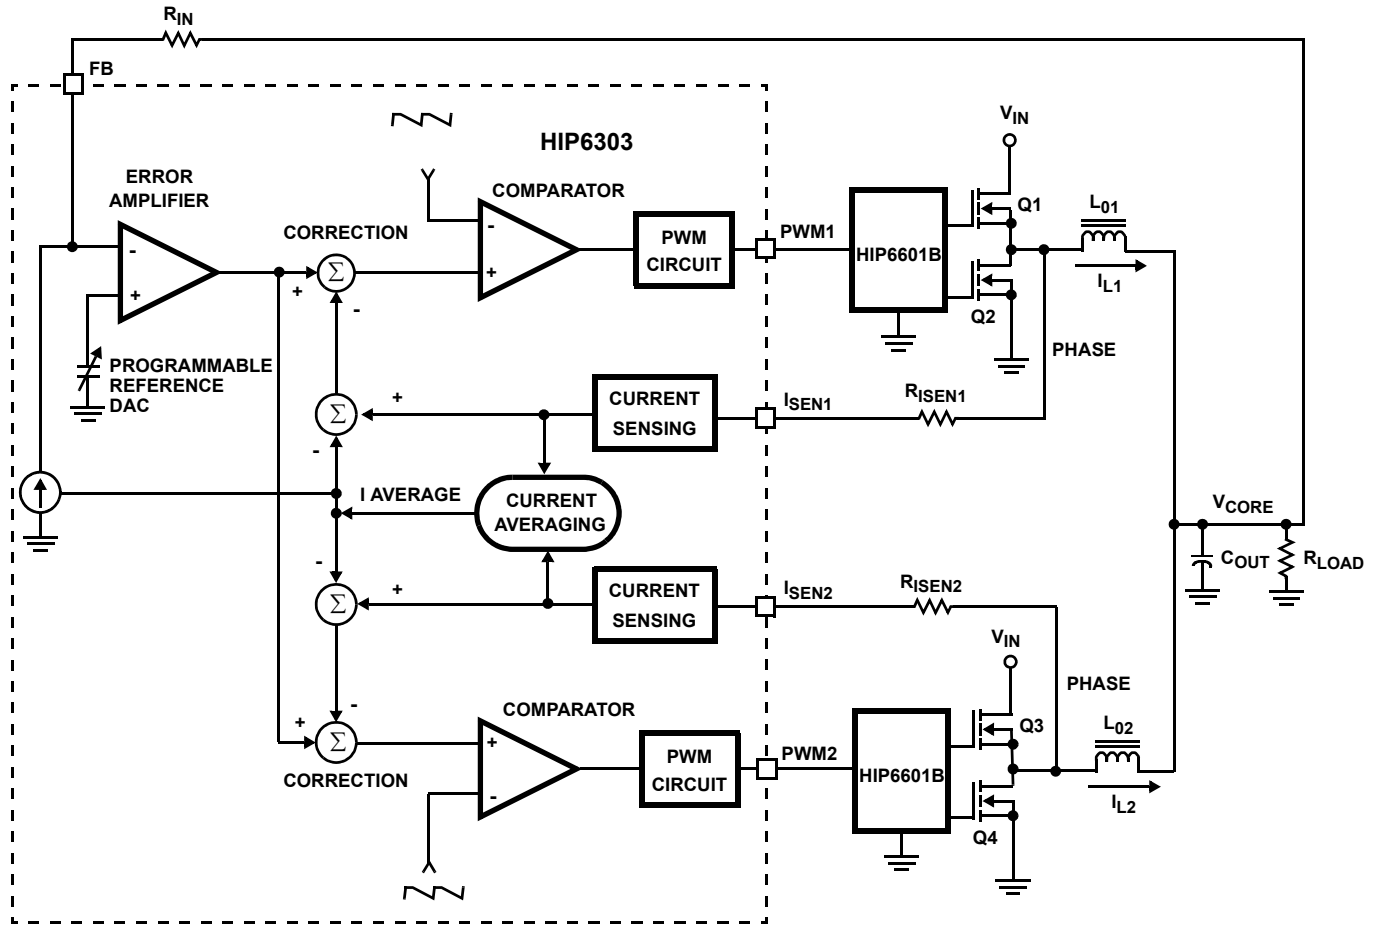 RIN
FB
HIP6303
VIN
ERROR
AMPLIFIER
COMPARATOR
CORRECTION
PWM
CIRCUIT
PWM1
HIP6601B
Q1
L01
IL1
Q2
-
+
+
-
-
+
PHASE
PROGRAMMABLE
REFERENCE
DAC
Σ
Σ
+
-
CURRENT
SENSING
ISEN1
RISEN1
I AVERAGE
CURRENT
AVERAGING
VCORE
COUT
RLOAD
-
Σ
+
CURRENT
SENSING
ISEN2
RISEN2
VIN
PHASE
-
+
Σ
CORRECTION
COMPARATOR
+
-
PWM
CIRCUIT
PWM2
HIP6601B
Q3
L02
IL2
Q4